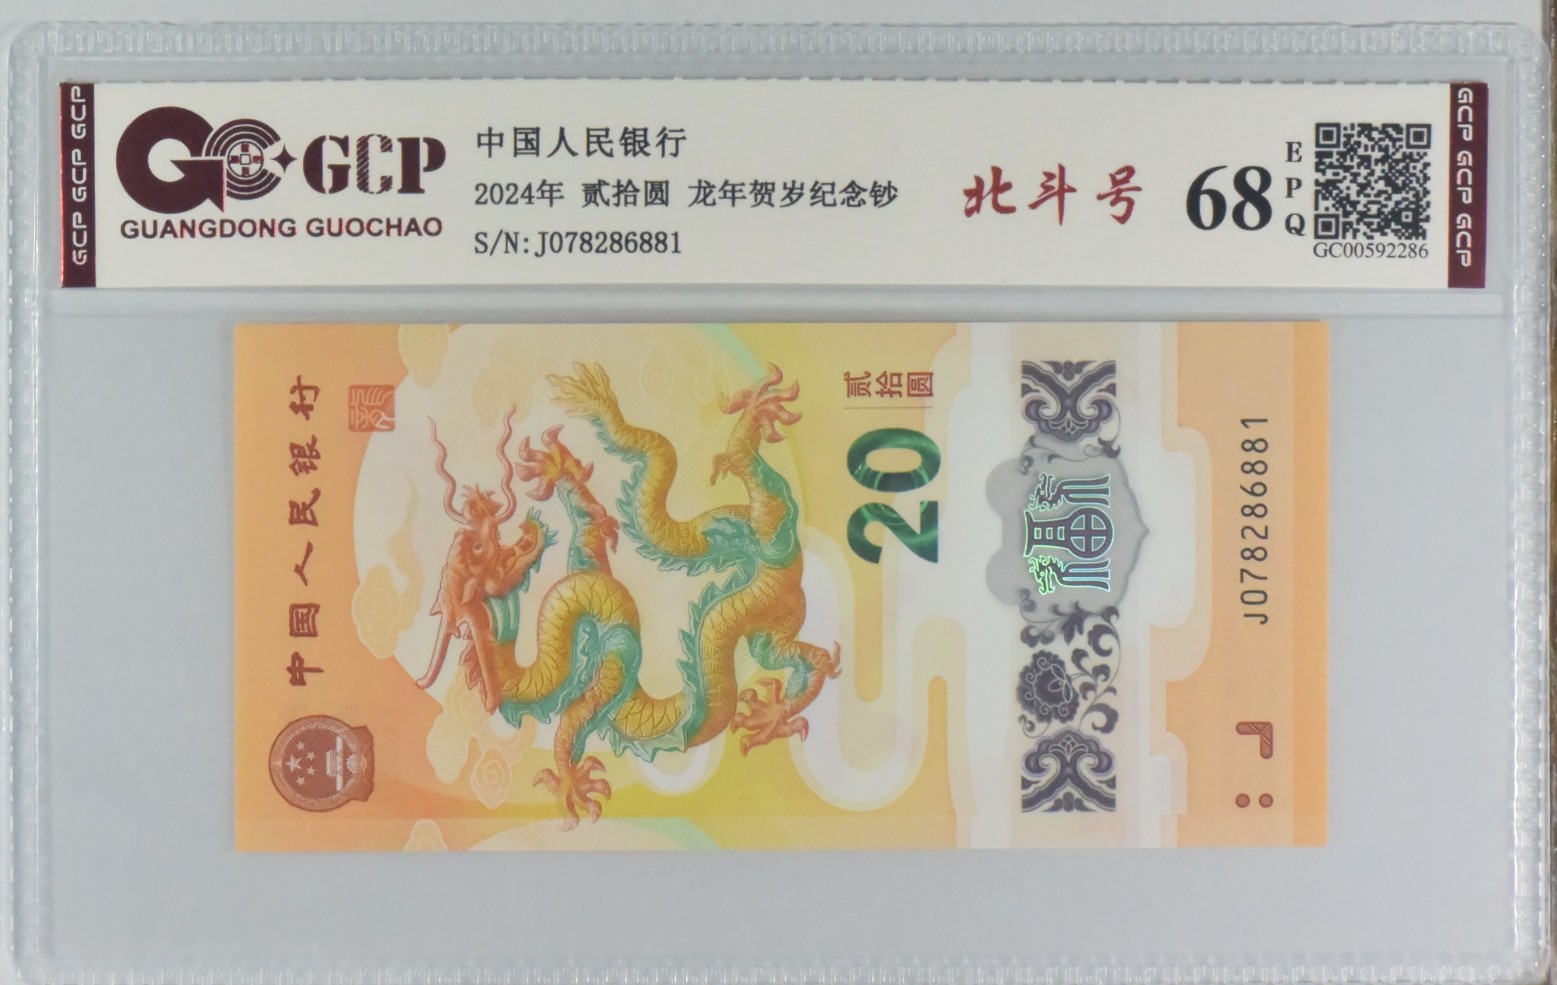 GCP GCP GCP
GCP
GUANGDONG GUOCHAO
中国人民银行
2024年 贰拾圆 龙年贺岁纪念钞
S/N:J078286881
北斗号
68
EPQ
GC00592286
GCP GCP GCP
中国人民银行
贰拾圆
20
J078286881